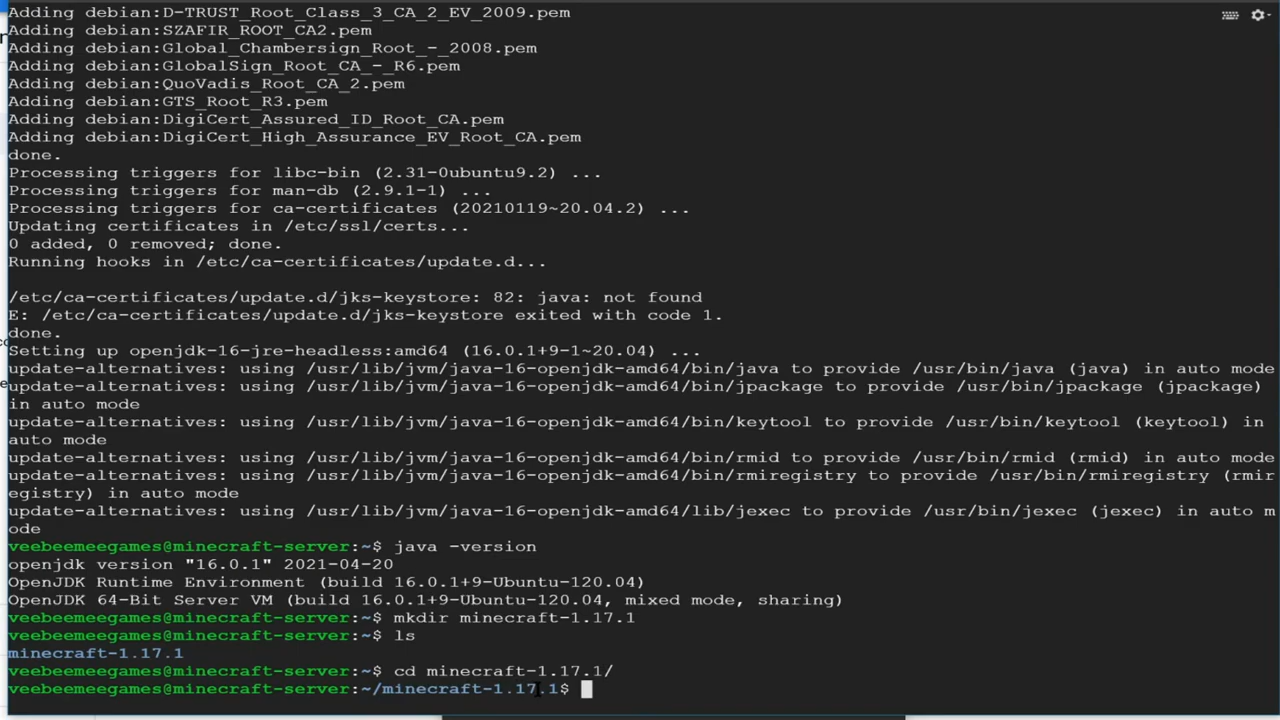 Adding debian:D-TRUST_Root_Class_3_CA_2_EV_2009.pem
Adding debian:SZAFIR_ROOT_CA2.pem
Adding debian:Global_Chambersign_Root_-_2008.pem
Adding debian:GlobalSign_Root_CA_-_R6.pem
Adding debian:QuoVadis_Root_CA_2.pem
Adding debian:GTS_Root_R3.pem
Adding debian:DigiCert_Assured_ID_Root_CA.pem
Adding debian:DigiCert_High_Assurance_EV_Root_CA.pem
done.
Processing triggers for libc-bin (2.31-0ubuntu9.2) ...
Processing triggers for man-db (2.9.1-1) ...
Processing triggers for ca-certificates (20210119~20.04.2) ...
Updating certificates in /etc/ssl/certs...
0 added, 0 removed; done.
Running hooks in /etc/ca-certificates/update.d...
/etc/ca-certificates/update.d/jks-keystore: 82: java: not found
E: /etc/ca-certificates/update.d/jks-keystore exited with code 1.
done.
Setting up openjdk-16-jre-headless:amd64 (16.0.1+9-1~20.04) ...
update-alternatives: using /usr/lib/jvm/java-16-openjdk-amd64/bin/java to provide /usr/bin/java (java) in auto mode
update-alternatives: using /usr/lib/jvm/java-16-openjdk-amd64/bin/jpackage to provide /usr/bin/jpackage (jpackage)
in auto mode
update-alternatives: using /usr/lib/jvm/java-16-openjdk-amd64/bin/keytool to provide /usr/bin/keytool (keytool) in
auto mode
update-alternatives: using /usr/lib/jvm/java-16-openjdk-amd64/bin/rmid to provide /usr/bin/rmid (rmid) in auto mode
update-alternatives: using /usr/lib/jvm/java-16-openjdk-amd64/bin/rmiregistry to provide /usr/bin/rmiregistry (rmir
egistry) in auto mode
update-alternatives: using /usr/lib/jvm/java-16-openjdk-amd64/lib/jexec to provide /usr/bin/jexec (jexec) in auto m
ode
veebeemeegames@minecraft-server:~$ java -version
openjdk version "16.0.1" 2021-04-20
OpenJDK Runtime Environment (build 16.0.1+9-Ubuntu-120.04)
OpenJDK 64-Bit Server VM (build 16.0.1+9-Ubuntu-120.04, mixed mode, sharing)
veebeemeegames@minecraft-server:~$ mkdir minecraft-1.17.1
veebeemeegames@minecraft-server:~$ ls
minecraft-1.17.1
veebeemeegames@minecraft-server:~$ cd minecraft-1.17.1/
veebeemeegames@minecraft-server:~/minecraft-1.17.1$